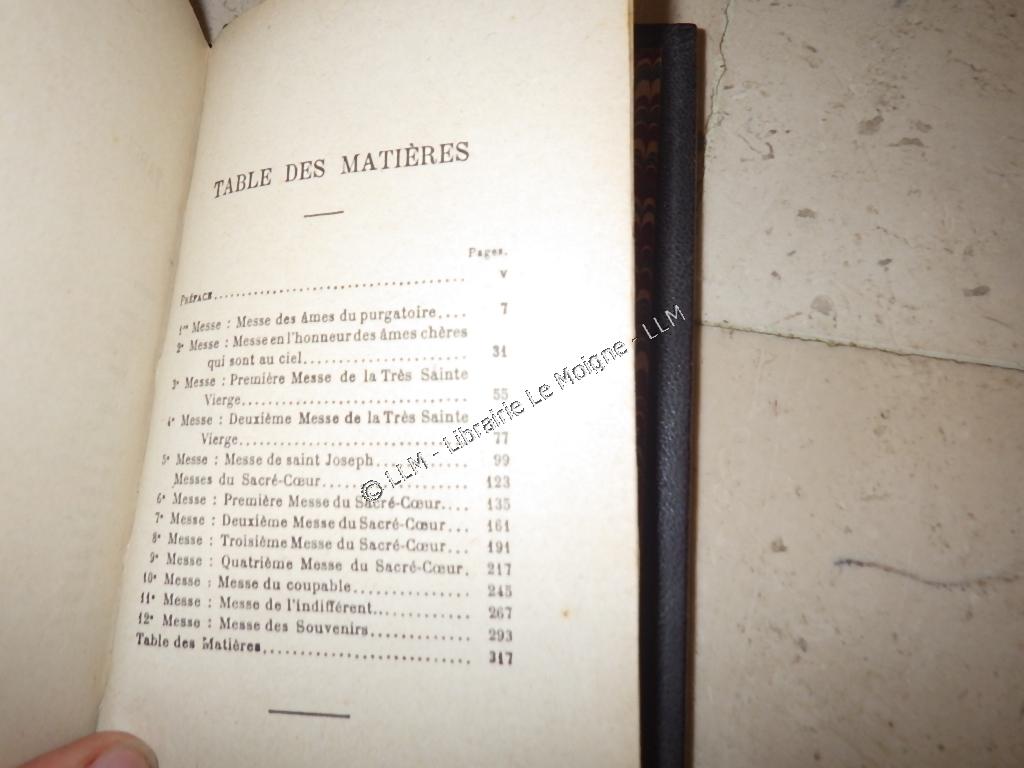 TABLE DES MATIÈRES
Pages.
PRÉFACE........................................ V
1re Messe : Messe des âmes du purgatoire.... 7
2e Messe : Messe en l'honneur des âmes chères
qui sont au ciel..................... 31
3e Messe : Première Messe de la Très Sainte
Vierge................................ 55
4e Messe : Deuxième Messe de la Très Sainte
Vierge................................ 77
5e Messe : Messe de saint Joseph............ 99
Messes du Sacré-Cœur................... 123
6e Messe : Première Messe du Sacré-Cœur.... 135
7e Messe : Deuxième Messe du Sacré-Cœur... 161
8e Messe : Troisième Messe du Sacré-Cœur... 191
9e Messe : Quatrième Messe du Sacré-Cœur. 217
10e Messe : Messe du coupable............... 245
11e Messe : Messe de l'indifférent............ 267
12e Messe : Messe des Souvenirs............. 293
Table des Matières.......................... 317
© LLM - Librairie Le Moigne - LLM